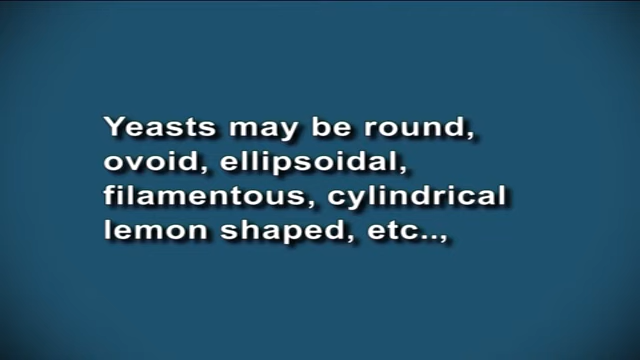 Yeasts may be round,
ovoid, ellipsoidal,
filamentous, cylindrical
lemon shaped, etc..,